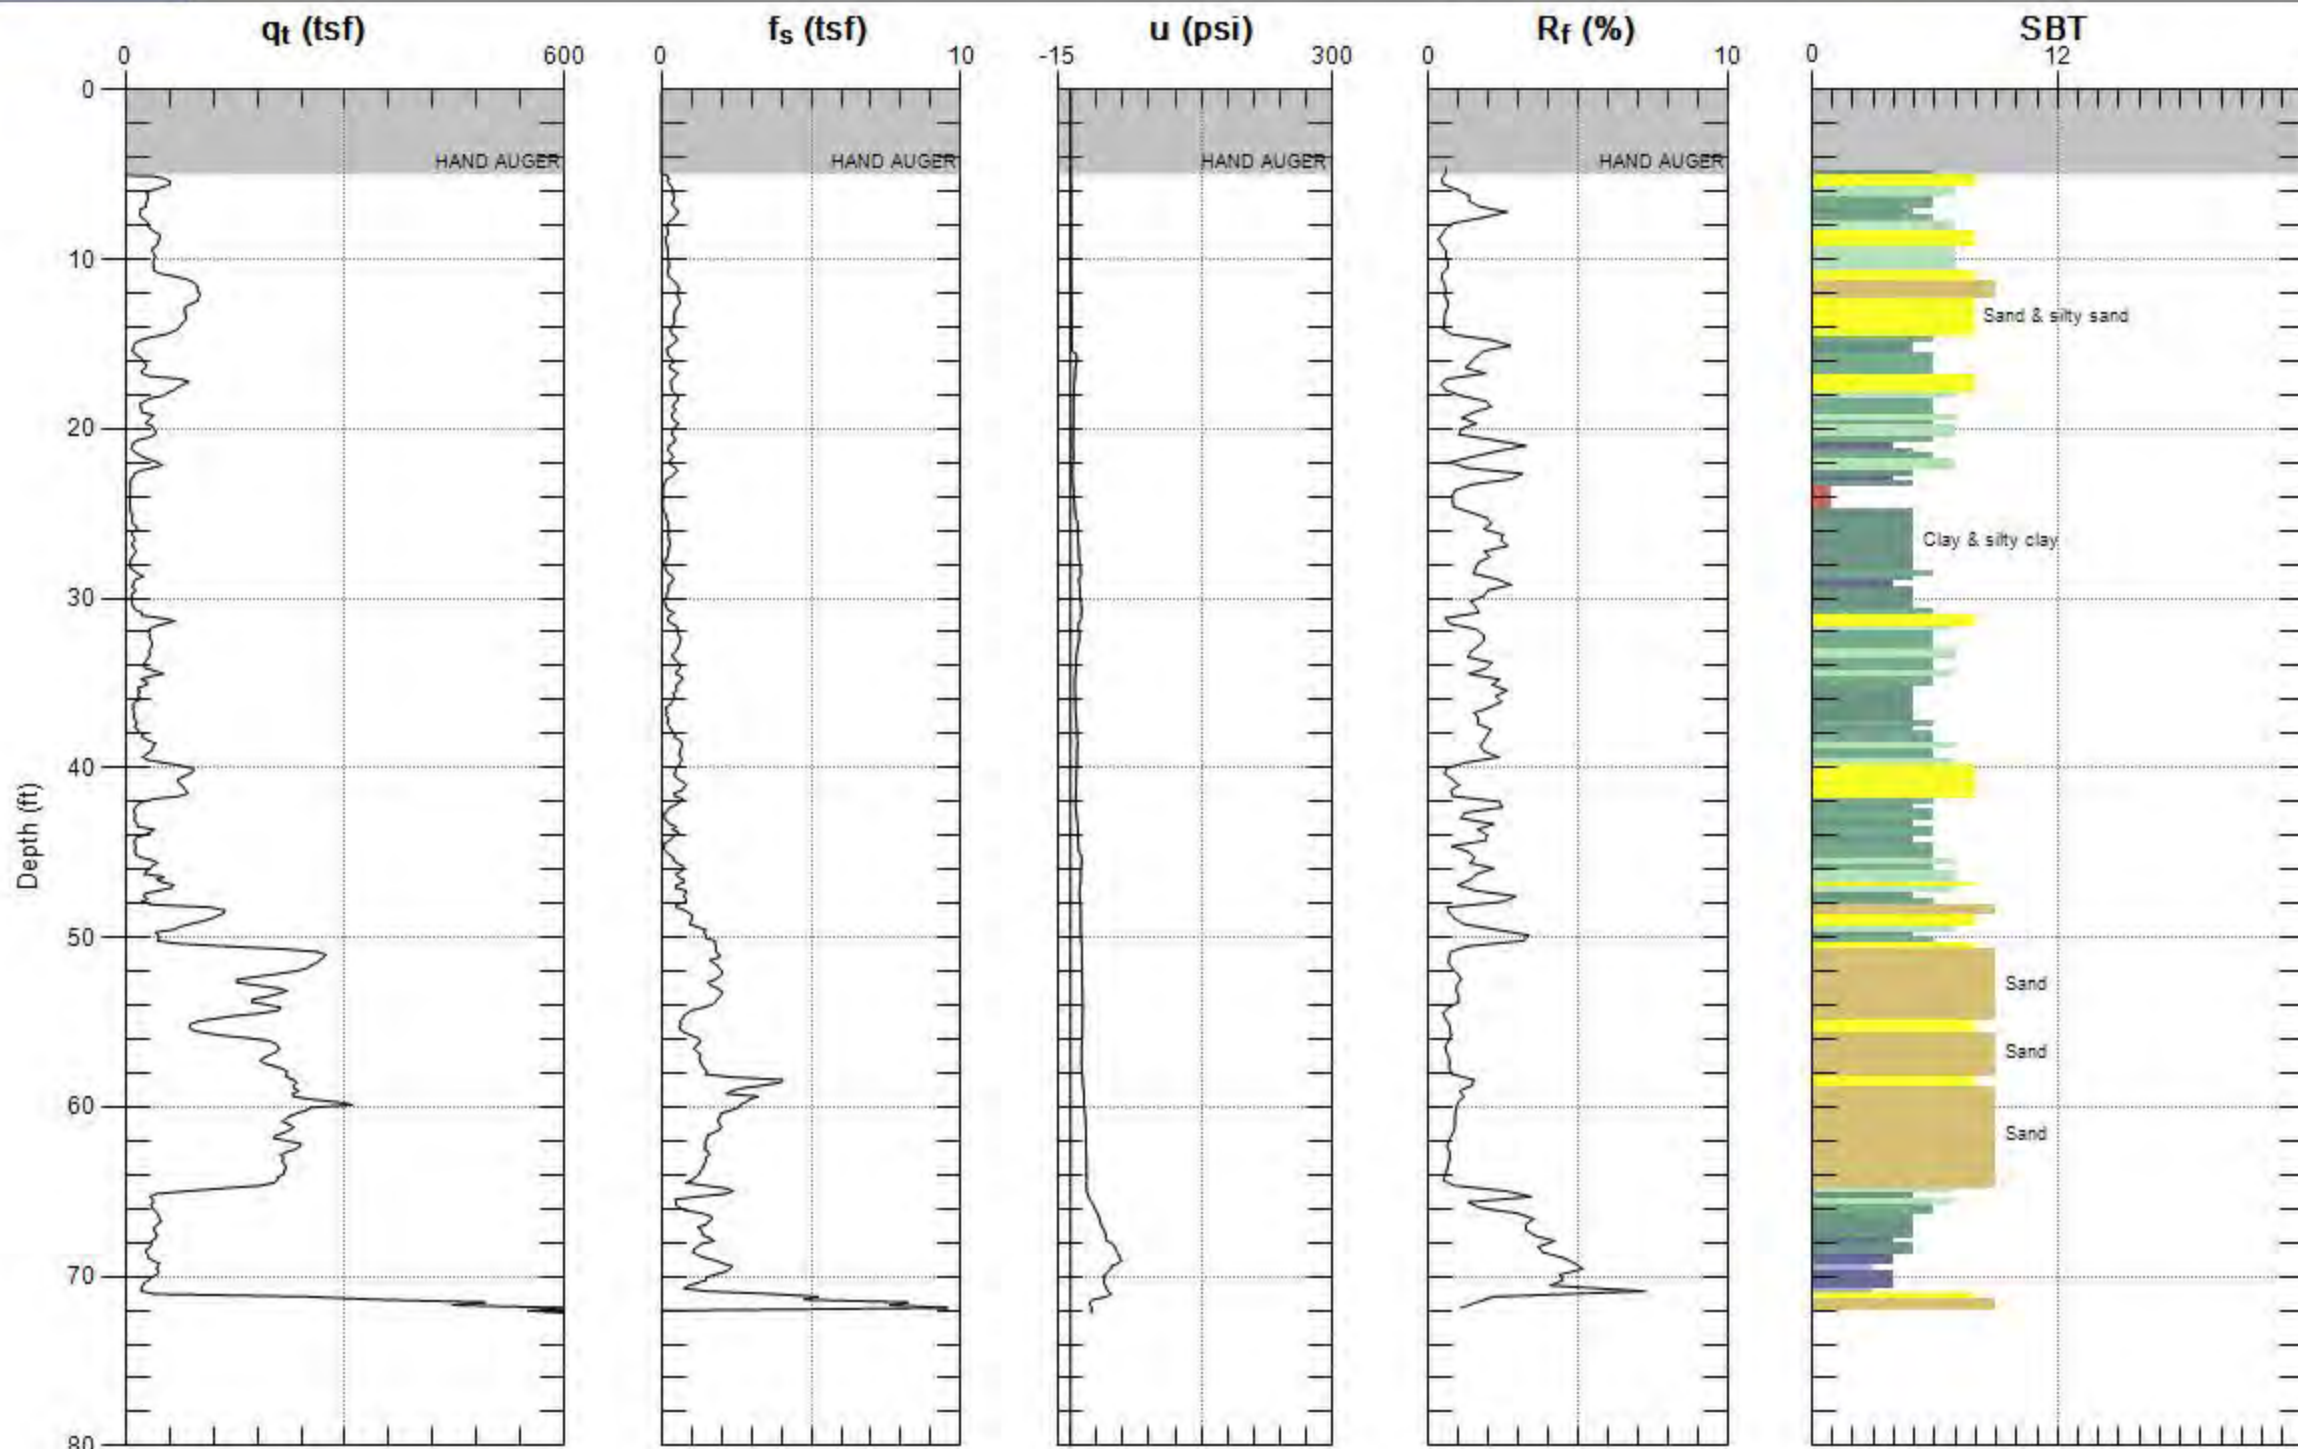 qt (tsf) fs (tsf) u (psi) Rf (%) SBT
0 600 0 10 -15 300 0 10 0 12
0
HAND AUGER HAND AUGER HAND AUGER HAND AUGER
10
Sand & silty sand
20
Clay & silty clay
30
40
Depth (ft)
50
Sand
Sand
60
Sand
70
80